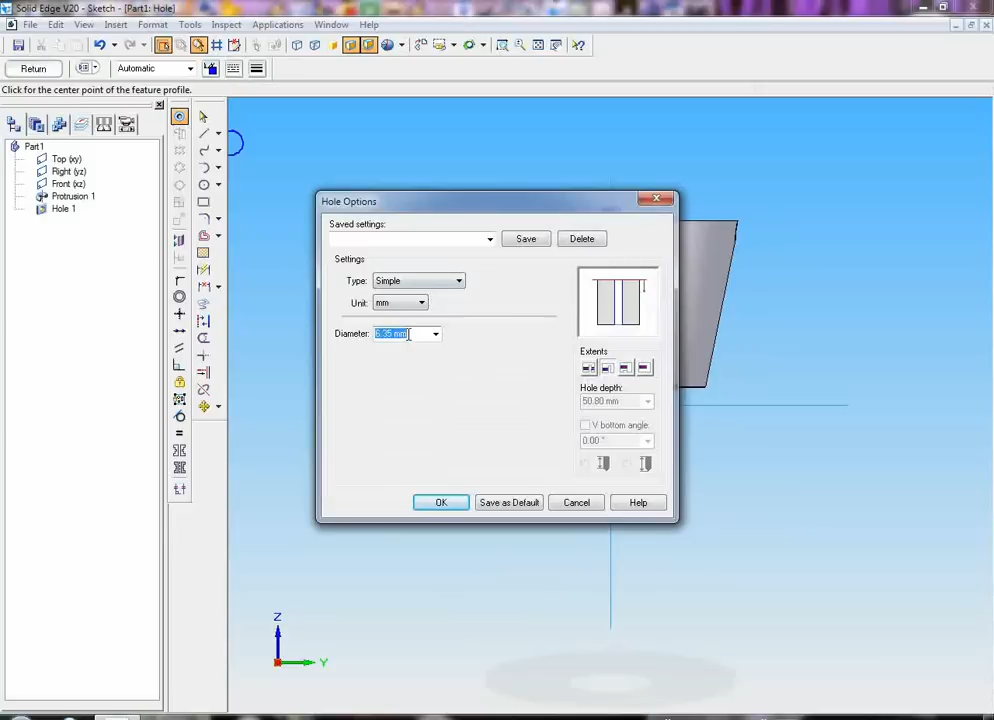 Solid Edge V20 - Sketch - [Part1: Hole]
File Edit View Insert Format Tools Inspect Applications Window Help
Return
Automatic
Click for the center point of the feature profile.
Part1
Top (xy)
Right (yz)
Front (xz)
Protrusion 1
Hole 1
Hole Options
Saved settings:
Save
Delete
Settings
Type: Simple
Unit: mm
Diameter: 6.35 mm
Extents
Hole depth:
50.80 mm
V bottom angle:
0.00 °
OK
Save as Default
Cancel
Help
Z
Y